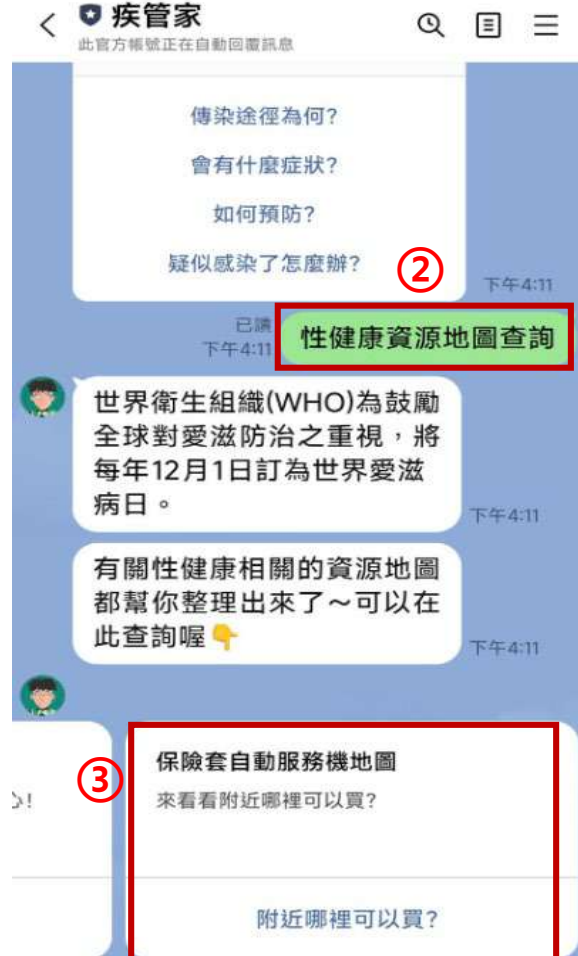 疾管家
此官方帳號正在自動回覆訊息
傳染途徑為何?
會有什麼症狀?
如何預防?
疑似感染了怎麼辦?
②
下午4:11
已讀
下午4:11
性健康資源地圖查詢
世界衛生組織(WHO)為鼓勵
全球對愛滋防治之重視，將
每年12月1日訂為世界愛滋
病日。
下午4:11
有關性健康相關的資源地圖
都幫你整理出來了～可以在
此查詢喔👇
下午4:11
心!
③
保險套自動服務機地圖
來看看附近哪裡可以買?
附近哪裡可以買?